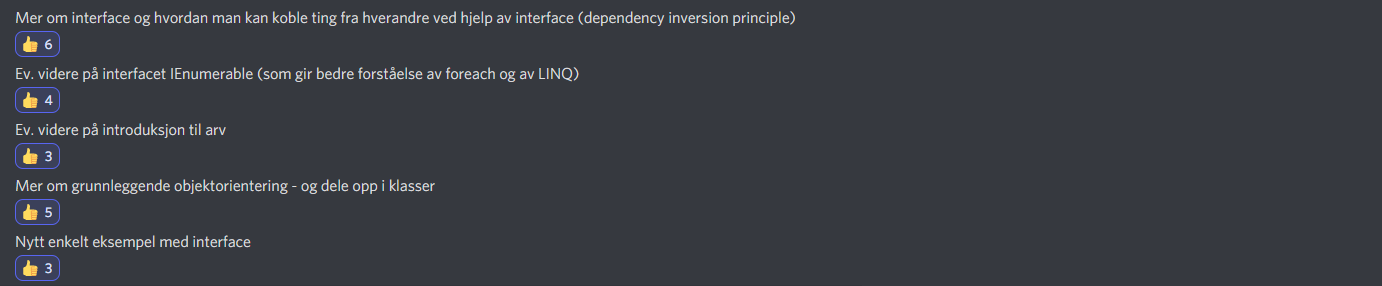 Mer om interface og hvordan man kan koble ting fra hverandre ved hjelp av interface (dependency inversion principle)
👍 6
Ev. videre på interfacet IEnumerable (som gir bedre forståelse av foreach og av LINQ)
👍 4
Ev. videre på introduksjon til arv
👍 3
Mer om grunnleggende objektorientering - og dele opp i klasser
👍 5
Nytt enkelt eksempel med interface
👍 3